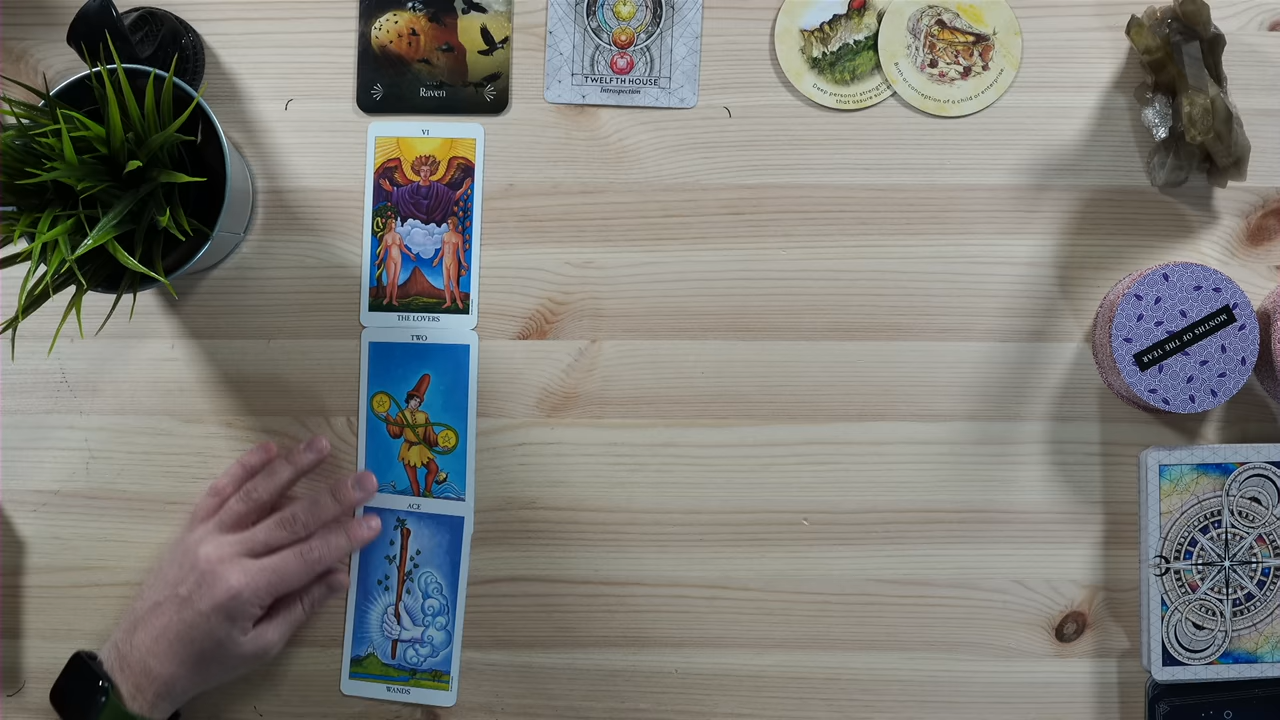 Raven
TWELFTH HOUSE
Introspection
Deep personal strength
that assure
Birth or conception of a child or enterprise.
VI
THE LOVERS
TWO
ACE
WANDS
MONTHS OF THE YEAR